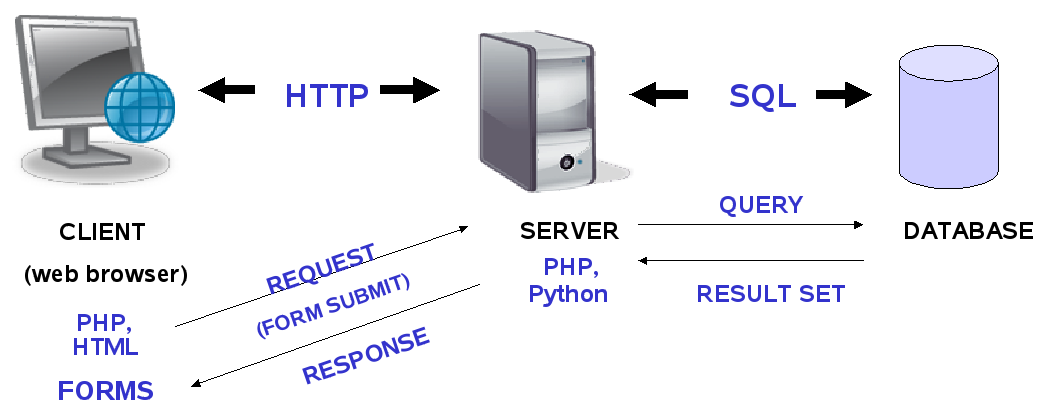 HTTP
SQL
CLIENT
(web browser)
PHP,
HTML
FORMS
REQUEST
(FORM SUBMIT)
RESPONSE
SERVER
PHP,
Python
QUERY
RESULT SET
DATABASE